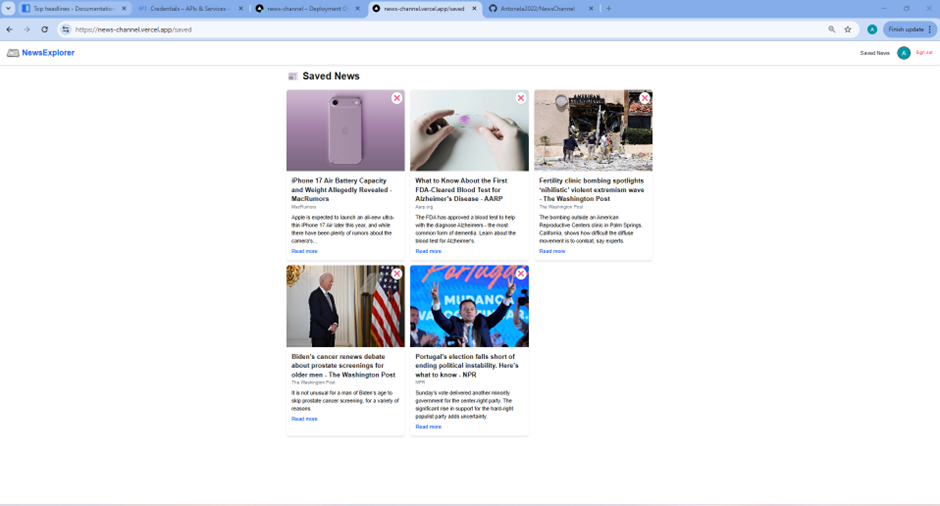 Top headlines - Documentation
Credentials – APIs & Services -
news-channel – Deployment O
news-channel.vercel.app/saved
Antonela2022/NewsChannel
https://news-channel.vercel.app/saved
A
Finish update
NewsExplorer
Saved News
A
Sign out
Saved News
iPhone 17 Air Battery Capacity
and Weight Allegedly Revealed -
MacRumors
MacRumors
Apple is expected to launch an all-new ultra-
thin iPhone 17 Air later this year, and while
there have been plenty of rumors about the
camera's...
Read more
What to Know About the First
FDA-Cleared Blood Test for
Alzheimer's Disease - AARP
Aarp.org
The FDA has approved a blood test to help
with the diagnose Alzheimers - the most
common form of dementia. Learn about the
blood test for Alzheimer's.
Read more
AMERICAN
Fertility clinic bombing spotlights
'nihilistic' violent extremism wave
- The Washington Post
The Washington Post
The bombing outside an American
Reproductive Centers clinic in Palm Springs,
California, shows how difficult the diffuse
movement is to combat, say experts.
Read more
Biden's cancer renews debate
about prostate screenings for
older men - The Washington Post
The Washington Post
It is not unusual for a man of Biden's age to
skip prostate cancer screening, for a variety of
reasons.
Read more
Portugal
MUDANÇ
Portugal's election falls short of
ending political instability. Here's
what to know - NPR
NPR
Sunday's vote delivered another minority
government for the center-right party. The
significant rise in support for the hard-right
populist party adds uncertainty.
Read more